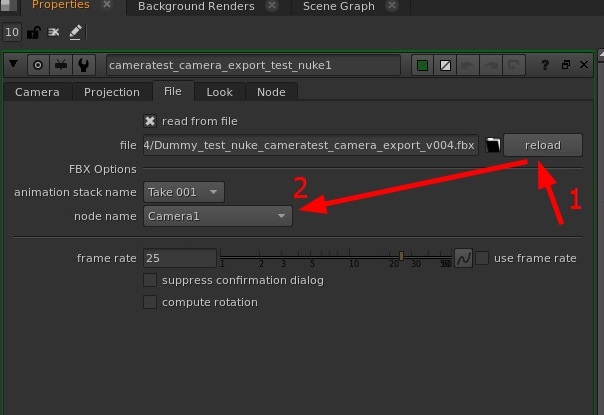 Properties Background Renders Scene Graph
10
cameratest_camera_export_test_nuke1 ?
Camera Projection File Look Node
read from file
file 4/Dummy_test_nuke_cameratest_camera_export_v004.fbx reload
FBX Options
animation stack name Take 001
2
1
node name Camera1
frame rate 25 use frame rate
1 2 3 5 10 20 30
suppress confirmation dialog
compute rotation